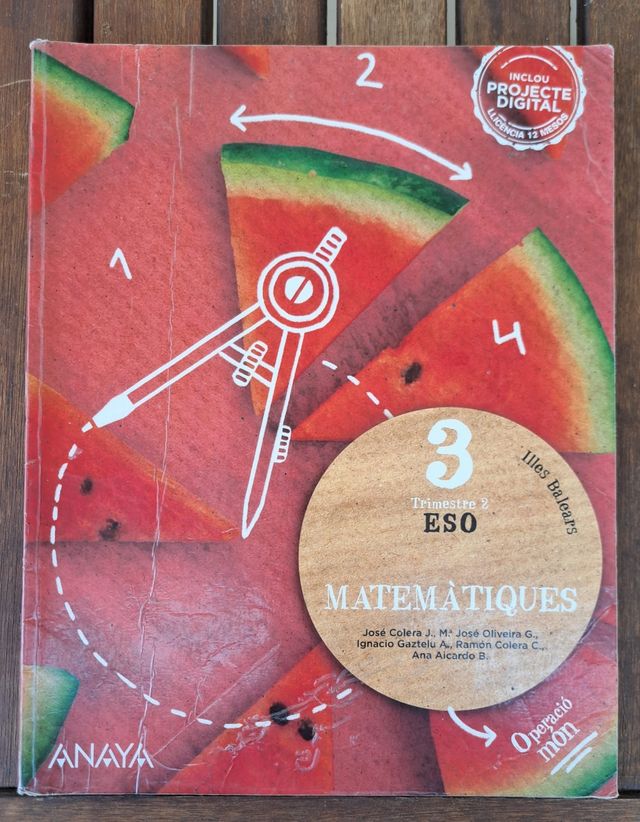 2
INCLOU
PROJECTE
DIGITAL
LLICÈNCIA 12 MESOS
1
4
3
Trimestre 2
ESO
Illes Balears
MATEMÀTIQUES
José Colera J., M.ª José Oliveira G.,
Ignacio Gaztelu A., Ramón Colera C.,
Ana Aicardo B.
Operació
món
ANAYA